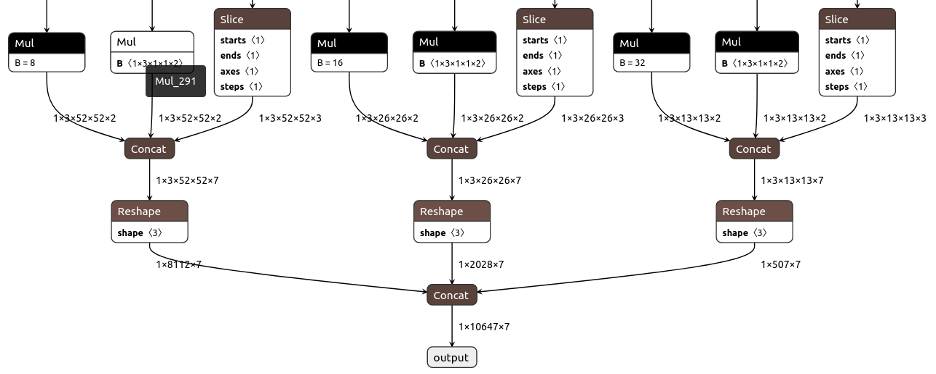 Mul
B = 8
Mul
B 〈1×3×1×1×2〉
Mul_291
Slice
starts 〈1〉
ends 〈1〉
axes 〈1〉
steps 〈1〉
Mul
B = 16
Mul
B 〈1×3×1×1×2〉
Slice
starts 〈1〉
ends 〈1〉
axes 〈1〉
steps 〈1〉
Mul
B = 32
Mul
B 〈1×3×1×1×2〉
Slice
starts 〈1〉
ends 〈1〉
axes 〈1〉
steps 〈1〉
1×3×52×52×2
1×3×52×52×2
1×3×52×52×3
1×3×26×26×2
1×3×26×26×2
1×3×26×26×3
1×3×13×13×2
1×3×13×13×2
1×3×13×13×3
Concat
Concat
Concat
1×3×52×52×7
1×3×26×26×7
1×3×13×13×7
Reshape
shape 〈3〉
Reshape
shape 〈3〉
Reshape
shape 〈3〉
1×8112×7
1×2028×7
1×507×7
Concat
1×10647×7
output